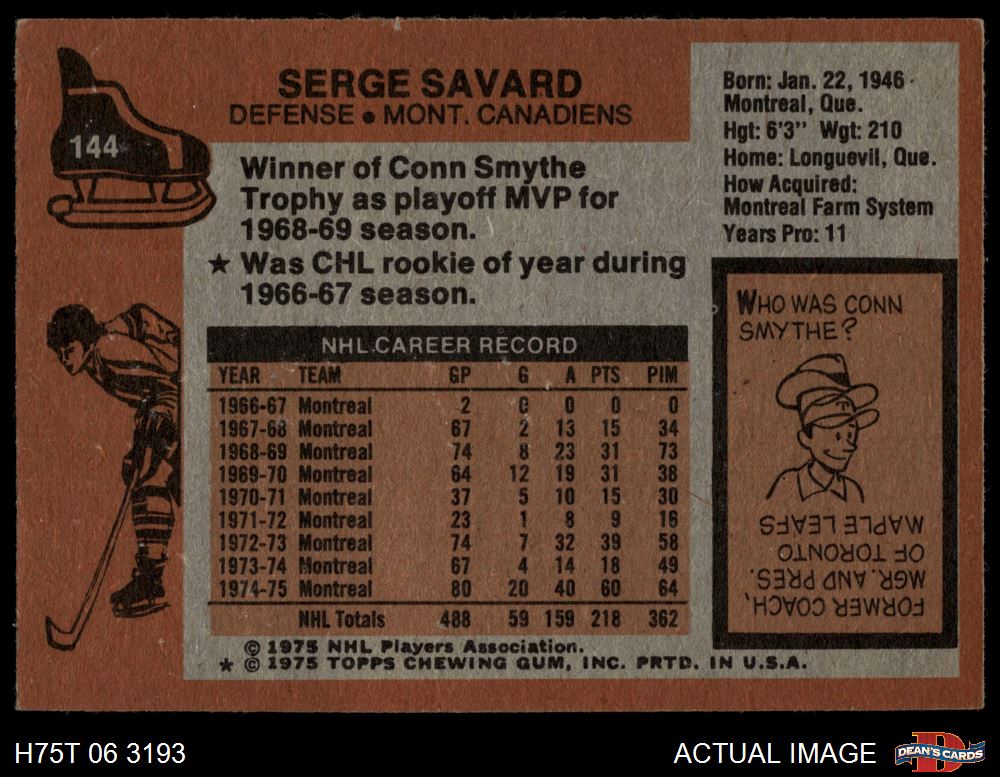 144
SERGE SAVARD
DEFENSE • MONT. CANADIENS
Winner of Conn Smythe
Trophy as playoff MVP for
1968-69 season.
★ Was CHL rookie of year during
1966-67 season.
Born: Jan. 22, 1946
Montreal, Que.
Hgt: 6'3" Wgt: 210
Home: Longuevil, Que.
How Acquired:
Montreal Farm System
Years Pro: 11
NHL CAREER RECORD
YEAR TEAM GP G A PTS PIM
1966-67 Montreal 2 0 0 0 0
1967-68 Montreal 67 2 13 15 34
1968-69 Montreal 74 8 23 31 73
1969-70 Montreal 64 12 19 31 38
1970-71 Montreal 37 5 10 15 30
1971-72 Montreal 23 1 8 9 16
1972-73 Montreal 74 7 32 39 58
1973-74 Montreal 67 4 14 18 49
1974-75 Montreal 80 20 40 60 64
NHL Totals 488 59 159 218 362
WHO WAS CONN
SMYTHE?
FORMER COACH,
MGR. AND PRES.
OF TORONTO
MAPLE LEAFS
© 1975 NHL Players Association.
★ © 1975 TOPPS CHEWING GUM, INC. PRTD. IN U.S.A.
H75T 06 3193
ACTUAL IMAGE
D
DEAN'S CARDS